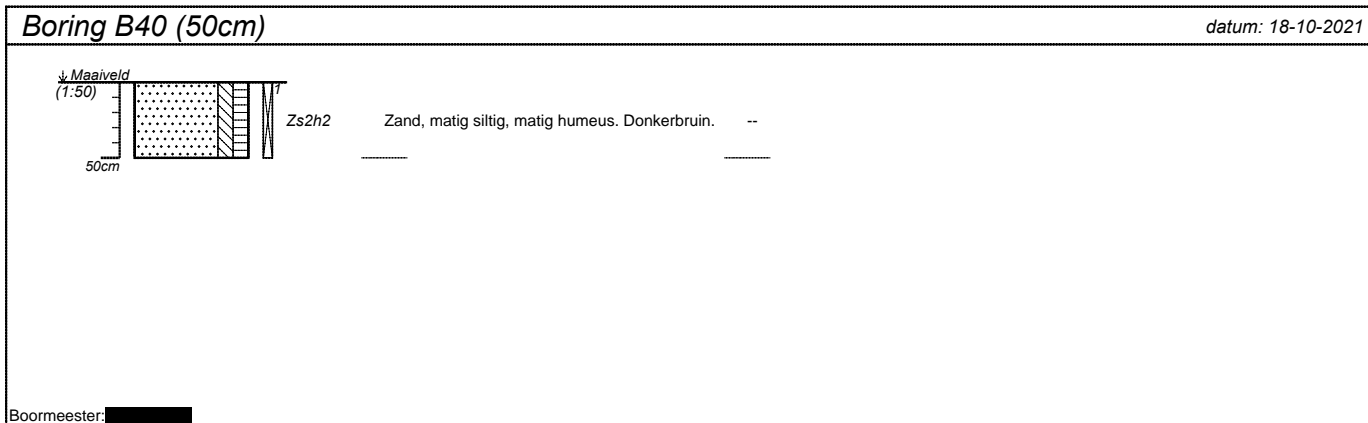 Boring B40 (50cm)
datum: 18-10-2021
Maaiveld
(1:50)
1
Zs2h2 Zand, matig siltig, matig humeus. Donkerbruin. --
50cm
Boormeester: